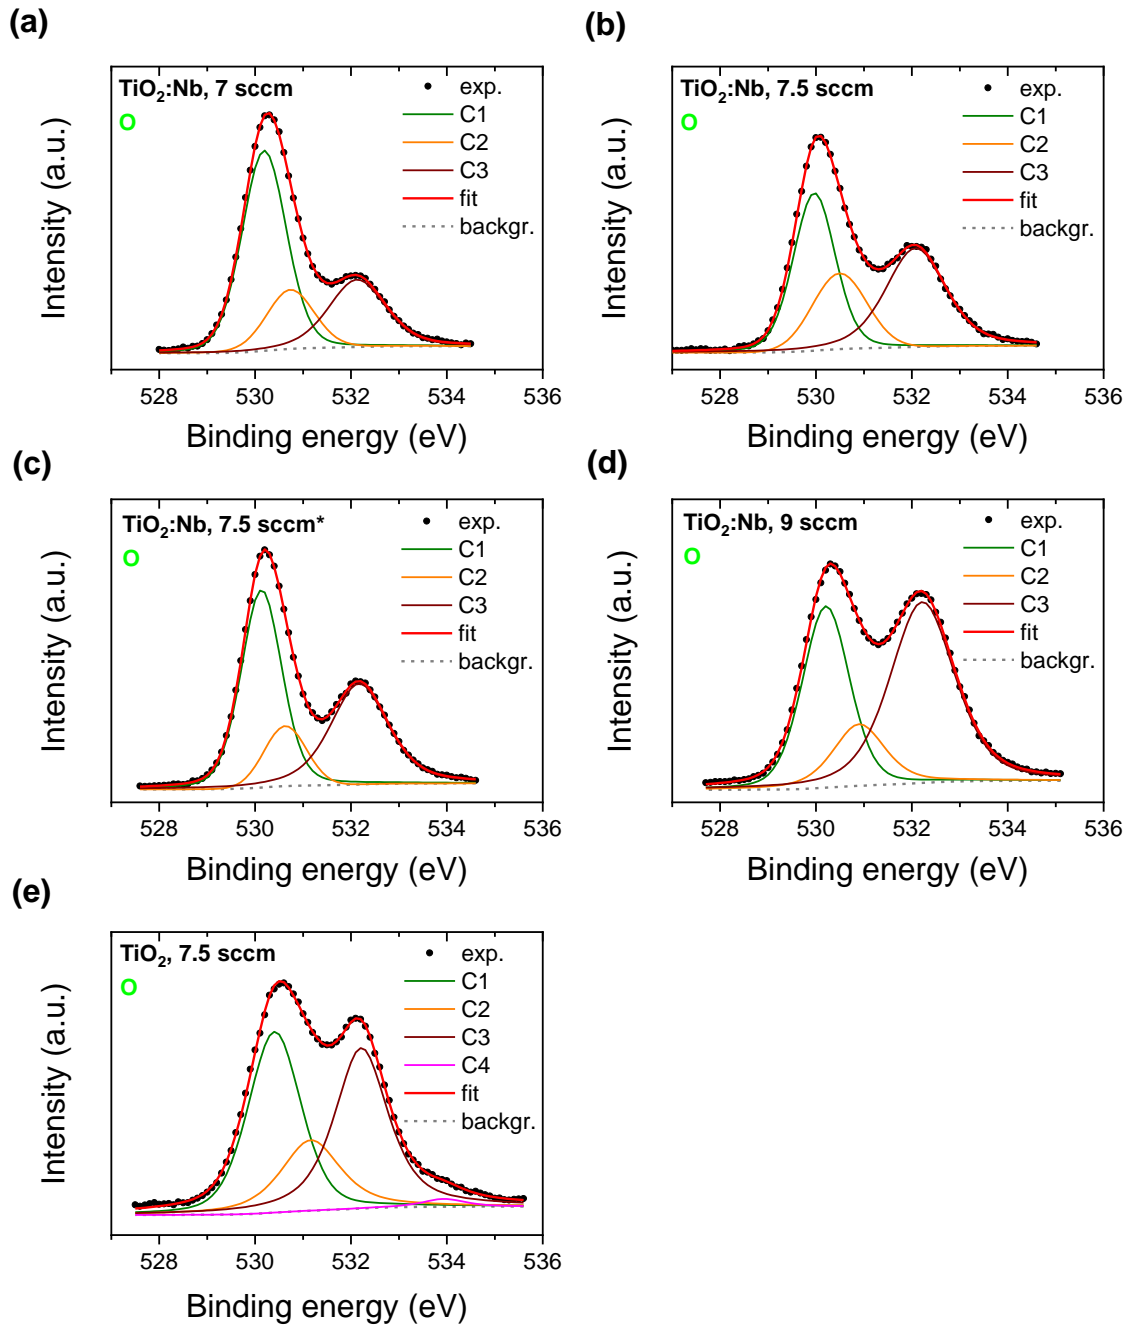 (a)
TiO₂:Nb, 7 sccm
O
exp.
C1
C2
C3
fit
backgr.
Intensity (a.u.)
528 530 532 534 536
Binding energy (eV)
(b)
TiO₂:Nb, 7.5 sccm
O
exp.
C1
C2
C3
fit
backgr.
Intensity (a.u.)
528 530 532 534 536
Binding energy (eV)
(c)
TiO₂:Nb, 7.5 sccm*
O
exp.
C1
C2
C3
fit
backgr.
Intensity (a.u.)
528 530 532 534 536
Binding energy (eV)
(d)
TiO₂:Nb, 9 sccm
O
exp.
C1
C2
C3
fit
backgr.
Intensity (a.u.)
528 530 532 534 536
Binding energy (eV)
(e)
TiO₂, 7.5 sccm
O
exp.
C1
C2
C3
C4
fit
backgr.
Intensity (a.u.)
528 530 532 534 536
Binding energy (eV)